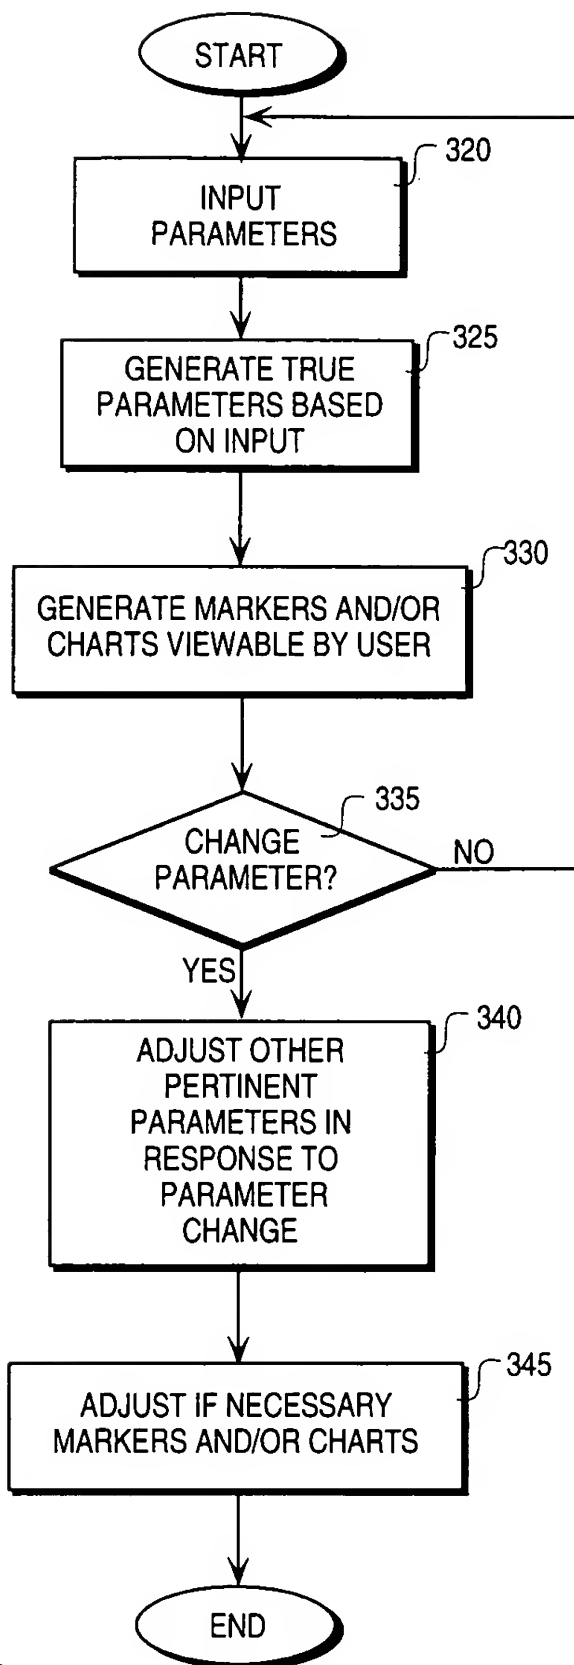 START
320
INPUT
PARAMETERS
325
GENERATE TRUE
PARAMETERS BASED
ON INPUT
330
GENERATE MARKERS AND/OR
CHARTS VIEWABLE BY USER
335
CHANGE
PARAMETER?
NO
YES
340
ADJUST OTHER
PERTINENT
PARAMETERS IN
RESPONSE TO
PARAMETER
CHANGE
345
ADJUST IF NECESSARY
MARKERS AND/OR CHARTS
END